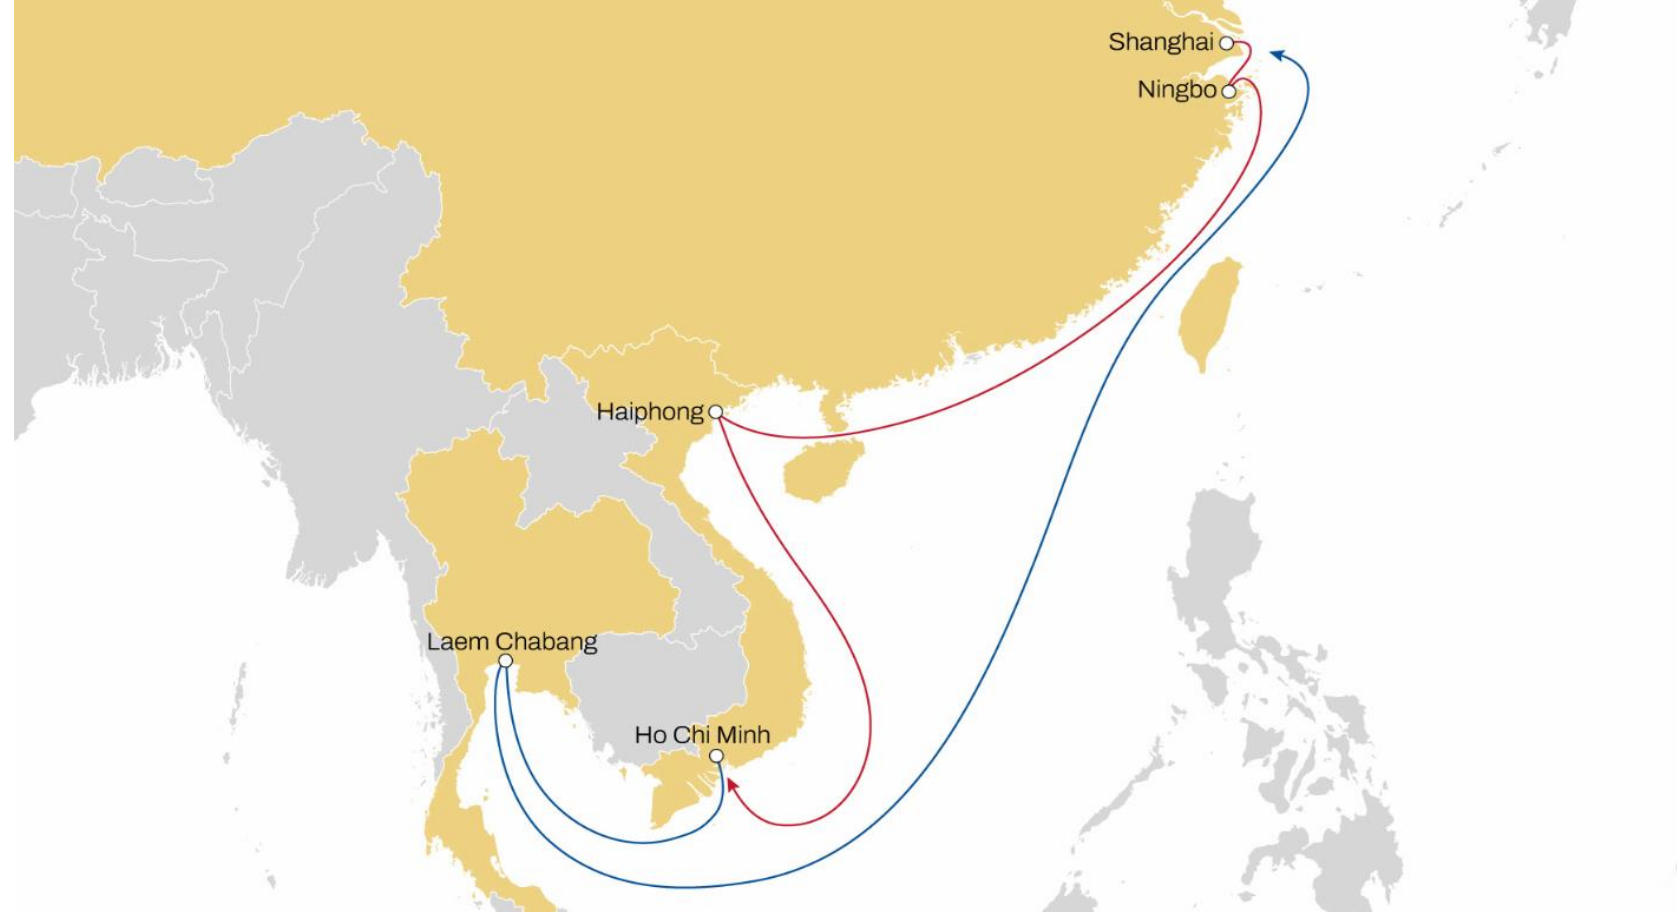 Shanghai
Ningbo
Haiphong
Laem Chabang
Ho Chi Minh